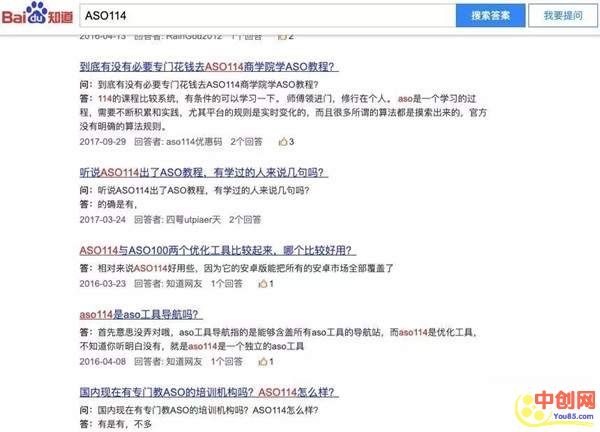 Bai du 知道 ASO114 搜索答案 我要提问
2016-04-13 回答者: RainGod2012 1个回答 2
到底有没有必要专门花钱去ASO114商学院学ASO教程?
问: 到底有没有必要专门花钱去ASO114商学院学ASO教程?
答: 114的课程比较系统，有条件的可以学习一下。 师傅领进门，修行在个人。 aso是一个学习的过
程，需要不断积累和实践，尤其平台的规则是实时变化的，而且很多所谓的算法都是摸索出来的，官方
没有明确的算法规则。
2017-09-29 回答者: aso114优惠码 2个回答 3
听说ASO114出了ASO教程，有学过的人来说几句吗?
问: 听说ASO114出了ASO教程，有学过的人来说几句吗?
答: 的确是有，
2017-03-24 回答者: 四粤utpiaer天 2个回答
ASO114与ASO100两个优化工具比较起来，哪个比较好用?
答: 相对来说ASO114好用些，因为它的安卓版能把所有的安卓市场全部覆盖了
2016-03-23 回答者: 知道网友 1个回答 1
aso114是aso工具导航吗?
答: 首先意思没弄对哦，aso工具导航指的是能够含盖所有aso工具的导航站，而aso114是优化工具，
不知道你听明白没有，就是aso114是一个独立的aso工具
2016-04-08 回答者: 知道网友 1个回答 1
国内现在有专门教ASO的培训机构吗? ASO114怎么样?
问: 国内现在有专门教ASO的培训机构吗? ASO114怎么样?
答: 有是有，不多
中创网
You85.com